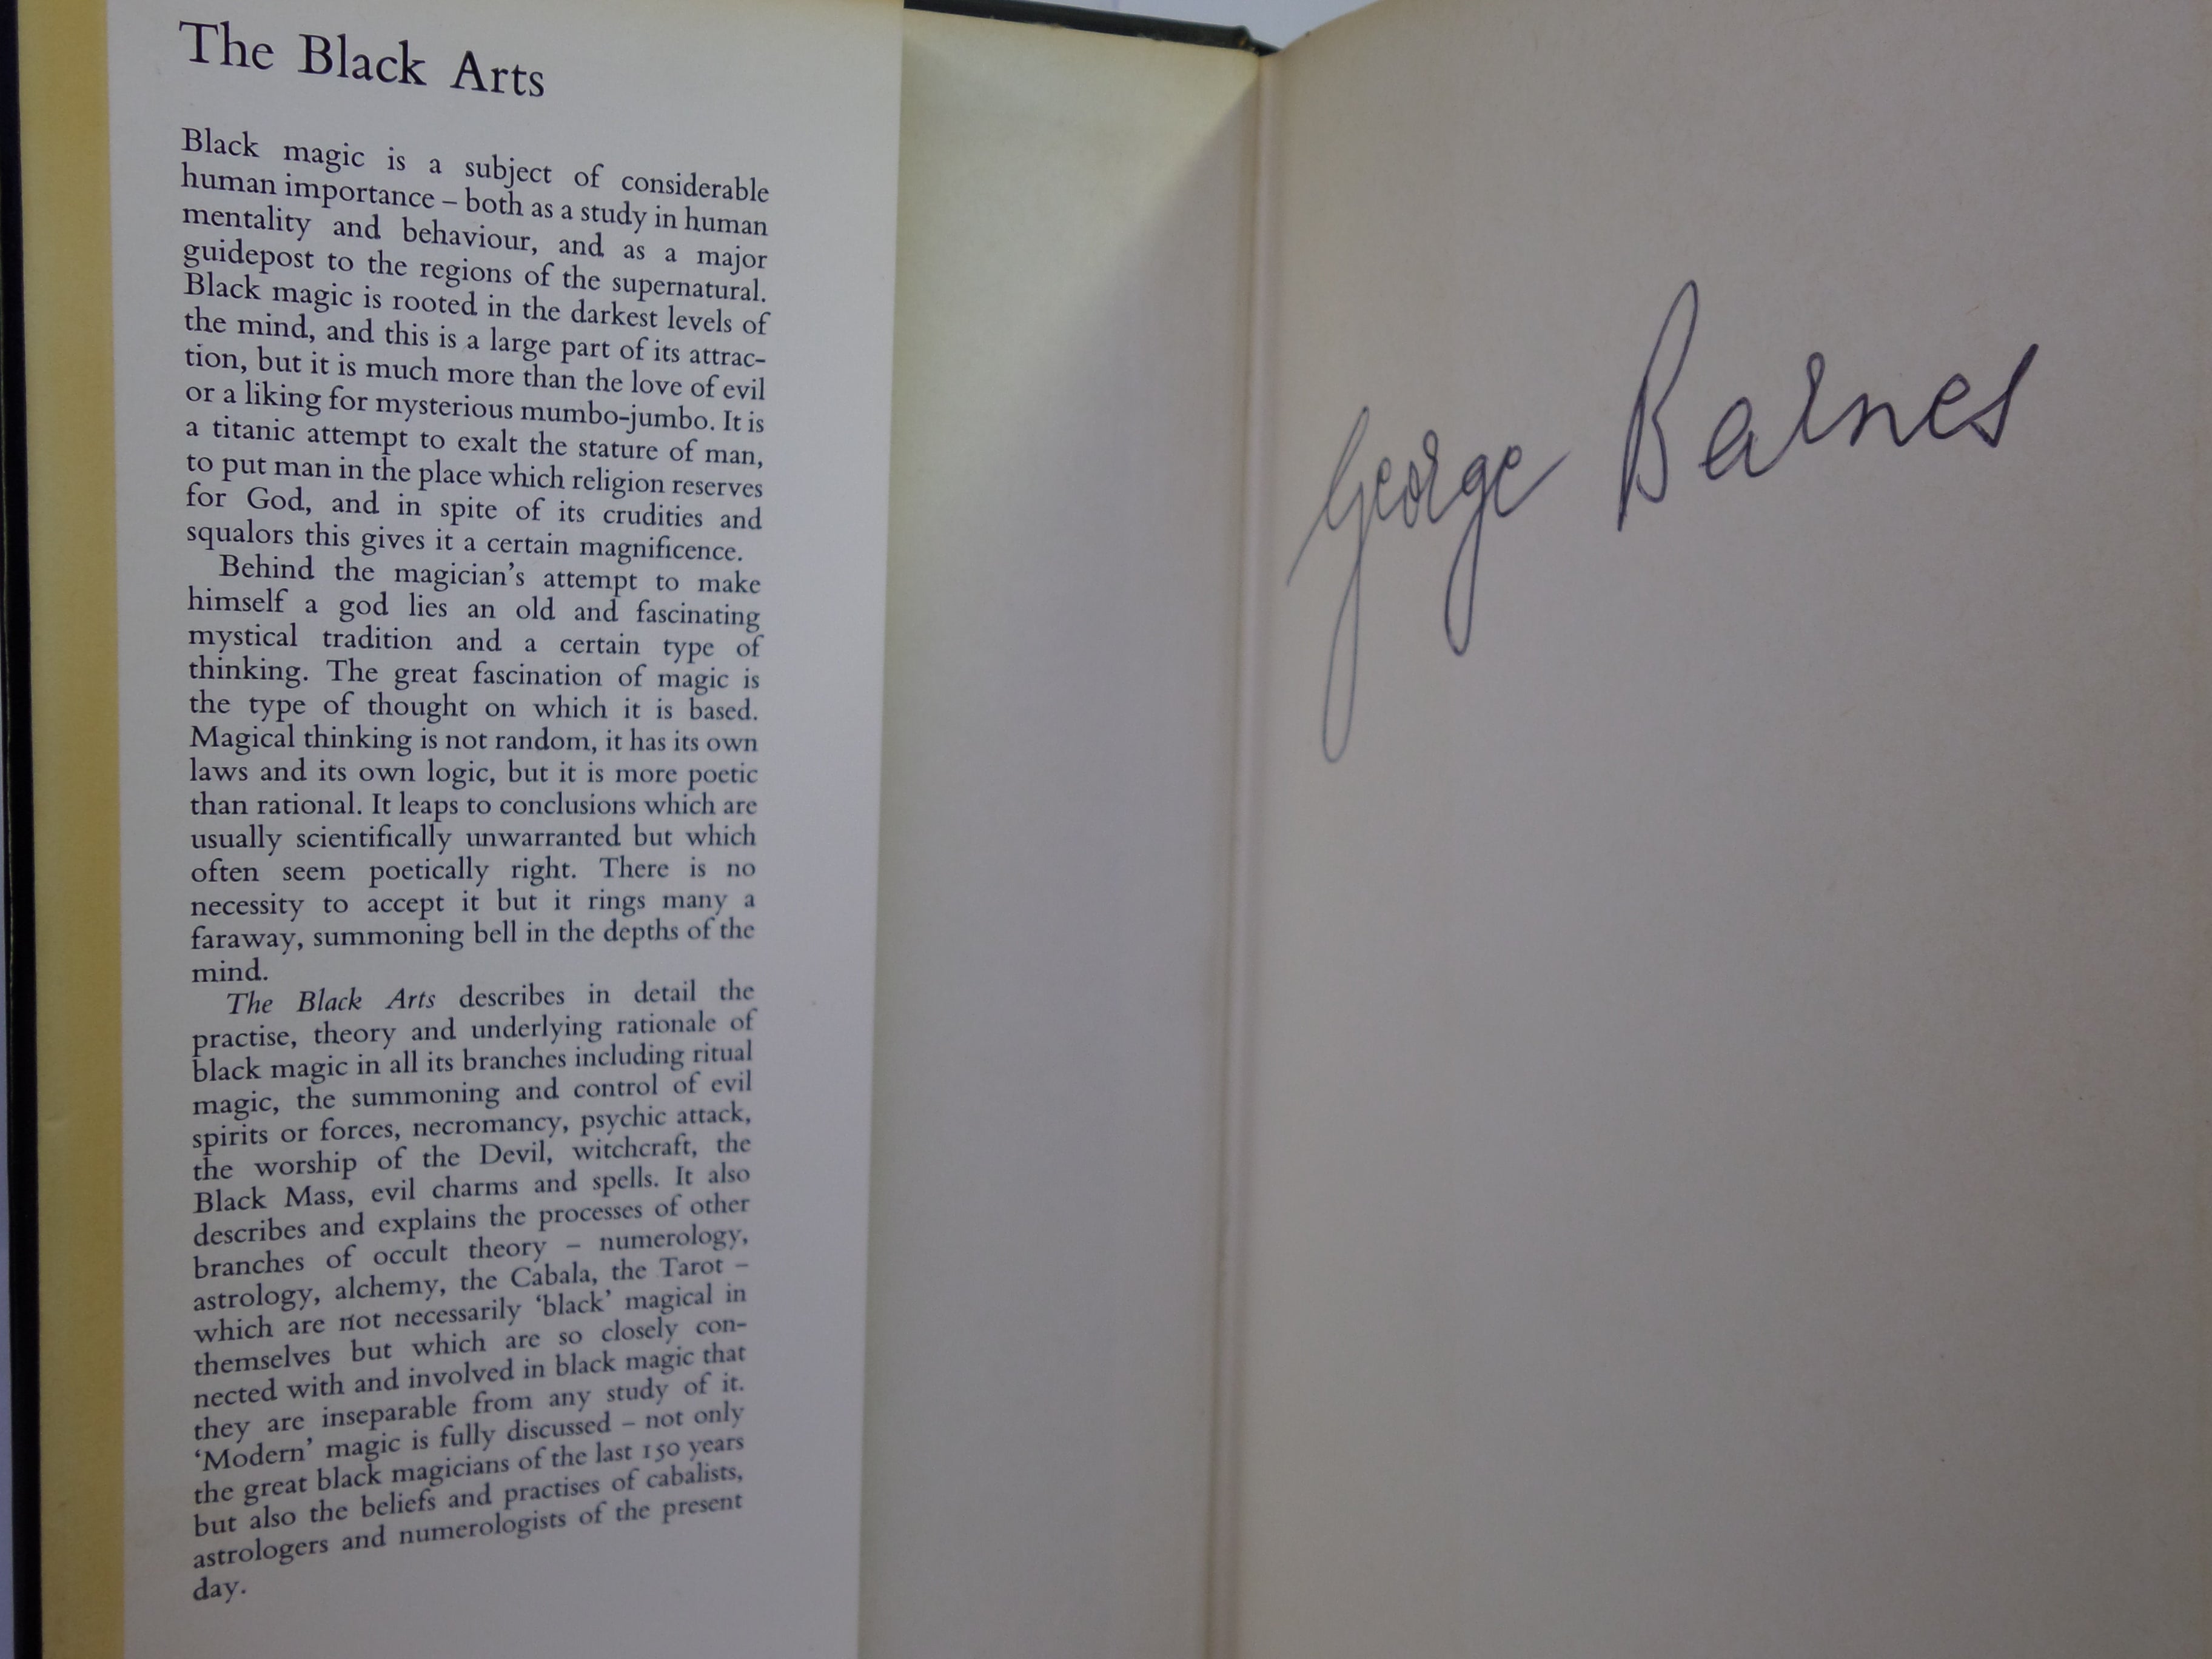 The Black Arts
Black magic is a subject of considerable
human importance – both as a study in human
mentality and behaviour, and as a major
guidepost to the regions of the supernatural.
Black magic is rooted in the darkest levels of
the mind, and this is a large part of its attrac-
tion, but it is much more than the love of evil
or a liking for mysterious mumbo-jumbo. It is
a titanic attempt to exalt the stature of man,
to put man in the place which religion reserves
for God, and in spite of its crudities and
squalors this gives it a certain magnificence.
Behind the magician’s attempt to make
himself a god lies an old and fascinating
mystical tradition and a certain type of
thinking. The great fascination of magic is
the type of thought on which it is based.
Magical thinking is not random, it has its own
laws and its own logic, but it is more poetic
than rational. It leaps to conclusions which are
usually scientifically unwarranted but which
often seem poetically right. There is no
necessity to accept it but it rings many a
faraway, summoning bell in the depths of the
mind.
The Black Arts describes in detail the
practise, theory and underlying rationale of
black magic in all its branches including ritual
magic, the summoning and control of evil
spirits or forces, necromancy, psychic attack,
the worship of the Devil, witchcraft, the
Black Mass, evil charms and spells. It also
describes and explains the processes of other
branches of occult theory – numerology,
astrology, alchemy, the Cabala, the Tarot –
which are not necessarily ‘black’ magical in
themselves but which are so closely con-
nected with and involved in black magic that
they are inseparable from any study of it.
‘Modern’ magic is fully discussed – not only
the great black magicians of the last 150 years
but also the beliefs and practises of cabalists,
astrologers and numerologists of the present
day.
George Barnes